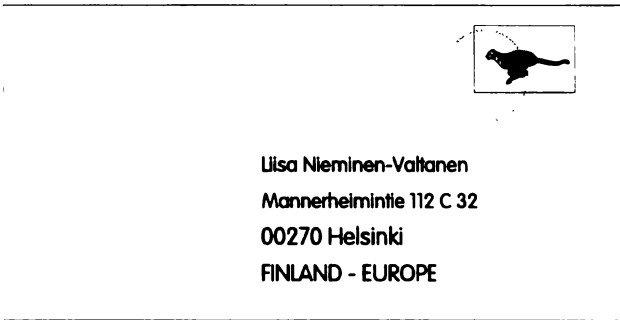 Liisa Nieminen-Valtanen
Mannerheimintie 112 C 32
00270 Helsinki
FINLAND - EUROPE